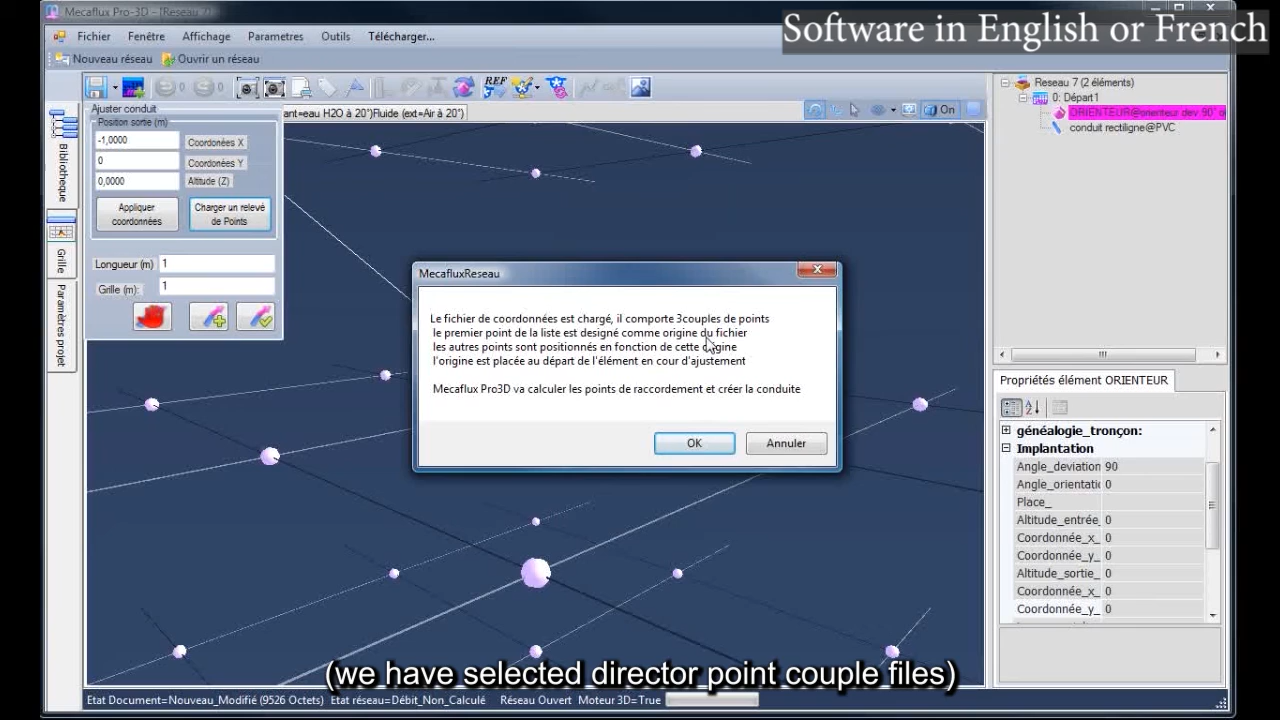 Mecaflux Pro-3D - [Reseau 7]
Software in English or French
Fichier Fenêtre Affichage Parametres Outils Télécharger...
Nouveau réseau Ouvrir un réseau
REF
Ajuster conduit
ant=eau H2O à 20°)Fluide (ext=Air à 20°)
On
Position sortie (m)
-1,0000 Coordonées X
0 Coordonées Y
0,0000 Altitude (Z)
Appliquer coordonnées
Charger un relevé de Points
Longueur (m) 1
Grille (m): 1
Bibliotheque
Grille
Paramètres projet
MecafluxReseau
Le fichier de coordonnées est chargé, il comporte 3couples de points
le premier point de la liste est designé comme origine du fichier
les autres points sont positionnés en fonction de cette origine
l'origine est placée au départ de l'élément en cour d'ajustement
Mecaflux Pro3D va calculer les points de raccordement et créer la conduite
OK Annuler
Reseau 7 (2 éléments)
0: Départ1
ORIENTEUR@orienteur dev 90° o
conduit rectiligne@PVC
Propriétés élément ORIENTEUR
généalogie_tronçon:
Implantation
Angle_deviation 90
Angle_orientatio 0
Place_
Altitude_entrée_ 0
Coordonnée_x_ 0
Coordonnée_y_ 0
Altitude_sortie_ 0
Coordonnée_x_ 0
Coordonnée_y_ 0
(we have selected director point couple files)
Etat Document=Nouveau_Modifié (9526 Octets) Etat réseau=Débit_Non_Calculé Réseau Ouvert Moteur 3D=True